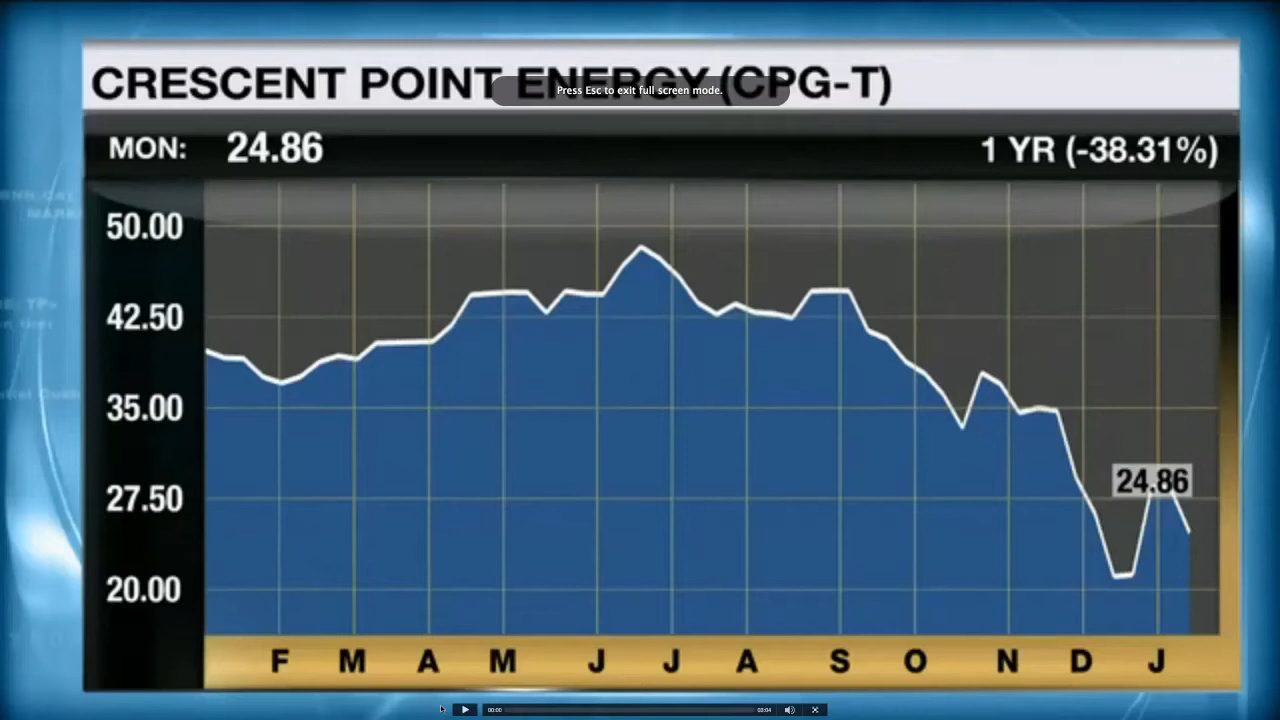 CRESCENT POINT ENERGY (CPG-T)
Press Esc to exit full screen mode.
MON: 24.86 1 YR (-38.31%)
50.00
42.50
35.00
27.50
20.00
24.86
F M A M J J A S O N D J
00:00 03:04